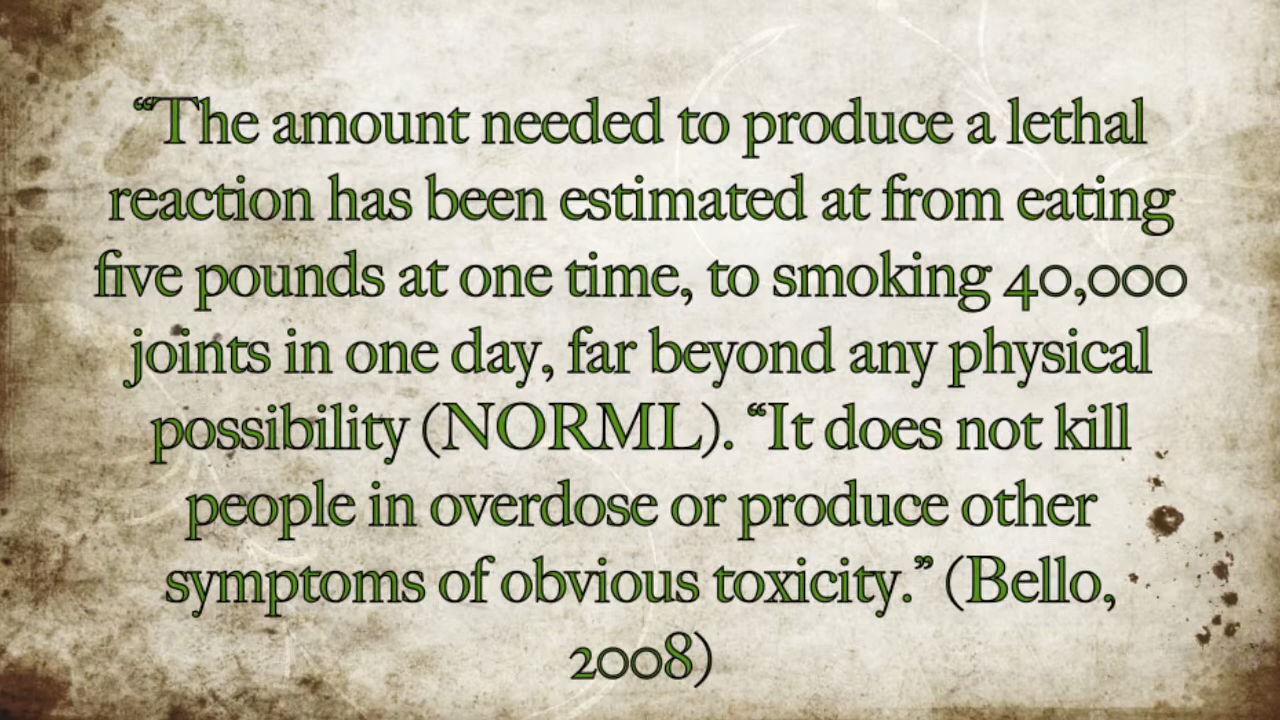 “The amount needed to produce a lethal
reaction has been estimated at from eating
five pounds at one time, to smoking 40,000
joints in one day, far beyond any physical
possibility (NORML). “It does not kill
people in overdose or produce other
symptoms of obvious toxicity.” (Bello,
2008)